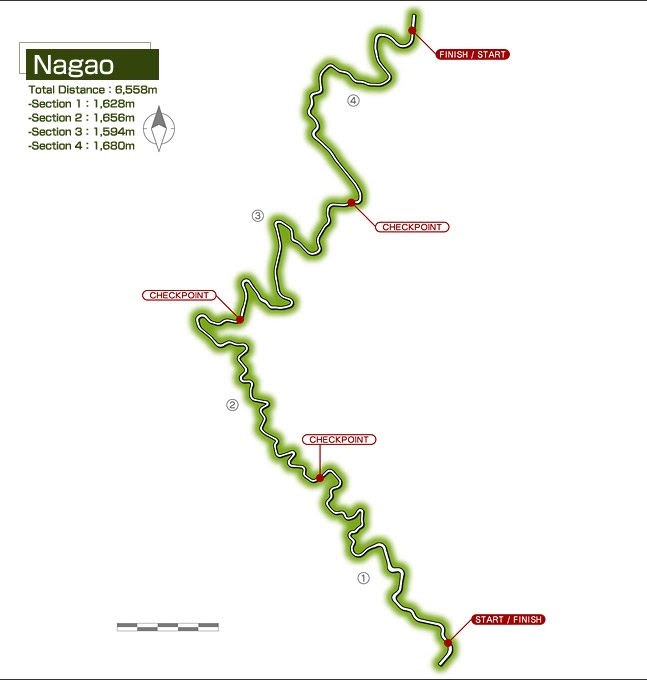 Nagao
Total Distance : 6,558m
-Section 1 : 1,628m
-Section 2 : 1,656m
-Section 3 : 1,594m
-Section 4 : 1,680m
FINISH / START
④
③
CHECKPOINT
CHECKPOINT
②
CHECKPOINT
①
START / FINISH